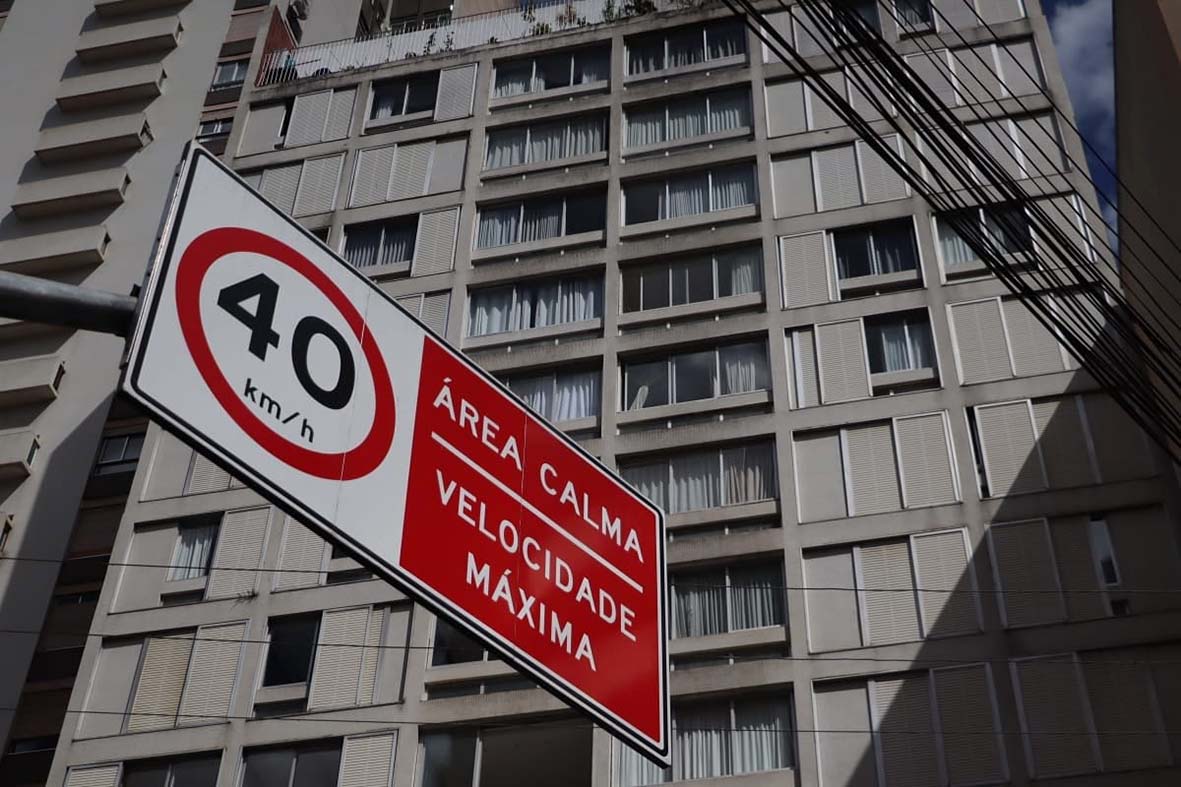 40
km/h
ÁREA CALMA
VELOCIDADE
MÁXIMA